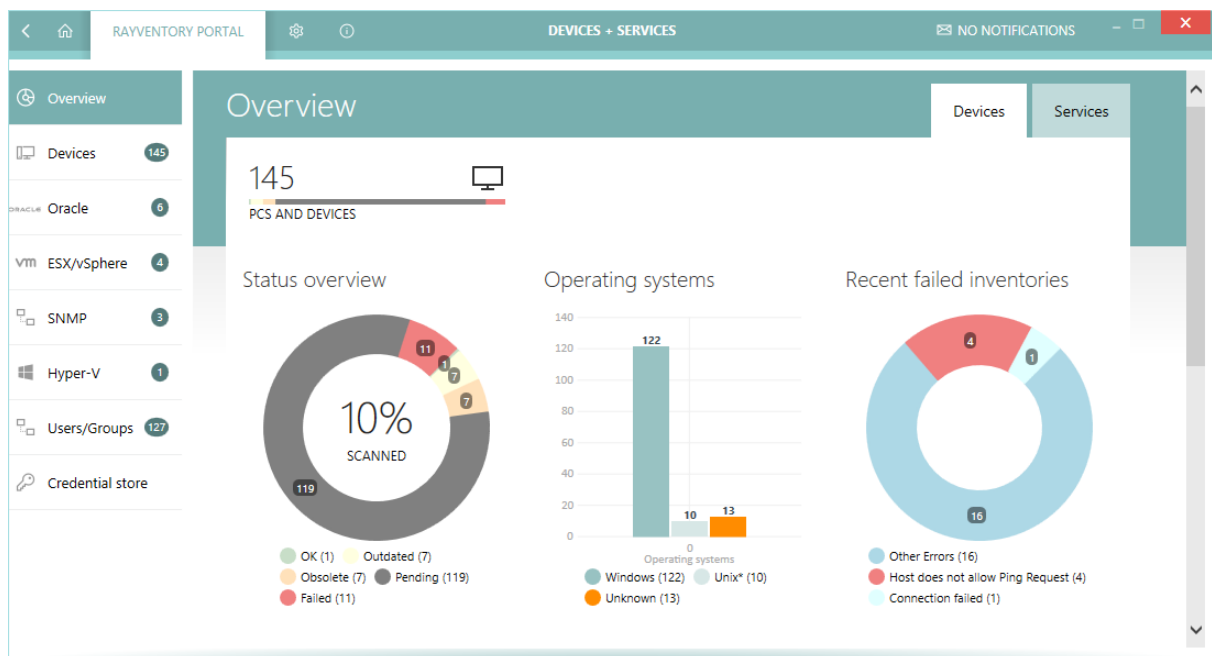 RAYVENTORY PORTAL
DEVICES + SERVICES
NO NOTIFICATIONS
Overview
Devices 145
ORACLE Oracle 6
vm ESX/vSphere 4
SNMP 3
Hyper-V 1
Users/Groups 127
Credential store
Overview
Devices
Services
145
PCS AND DEVICES
Status overview
11
1
7
7
10%
SCANNED
119
OK (1) Outdated (7)
Obsolete (7) Pending (119)
Failed (11)
Operating systems
140
120
100
80
60
40
20
0
122
10
13
0
Operating systems
Windows (122) Unix* (10)
Unknown (13)
Recent failed inventories
4
1
16
Other Errors (16)
Host does not allow Ping Request (4)
Connection failed (1)